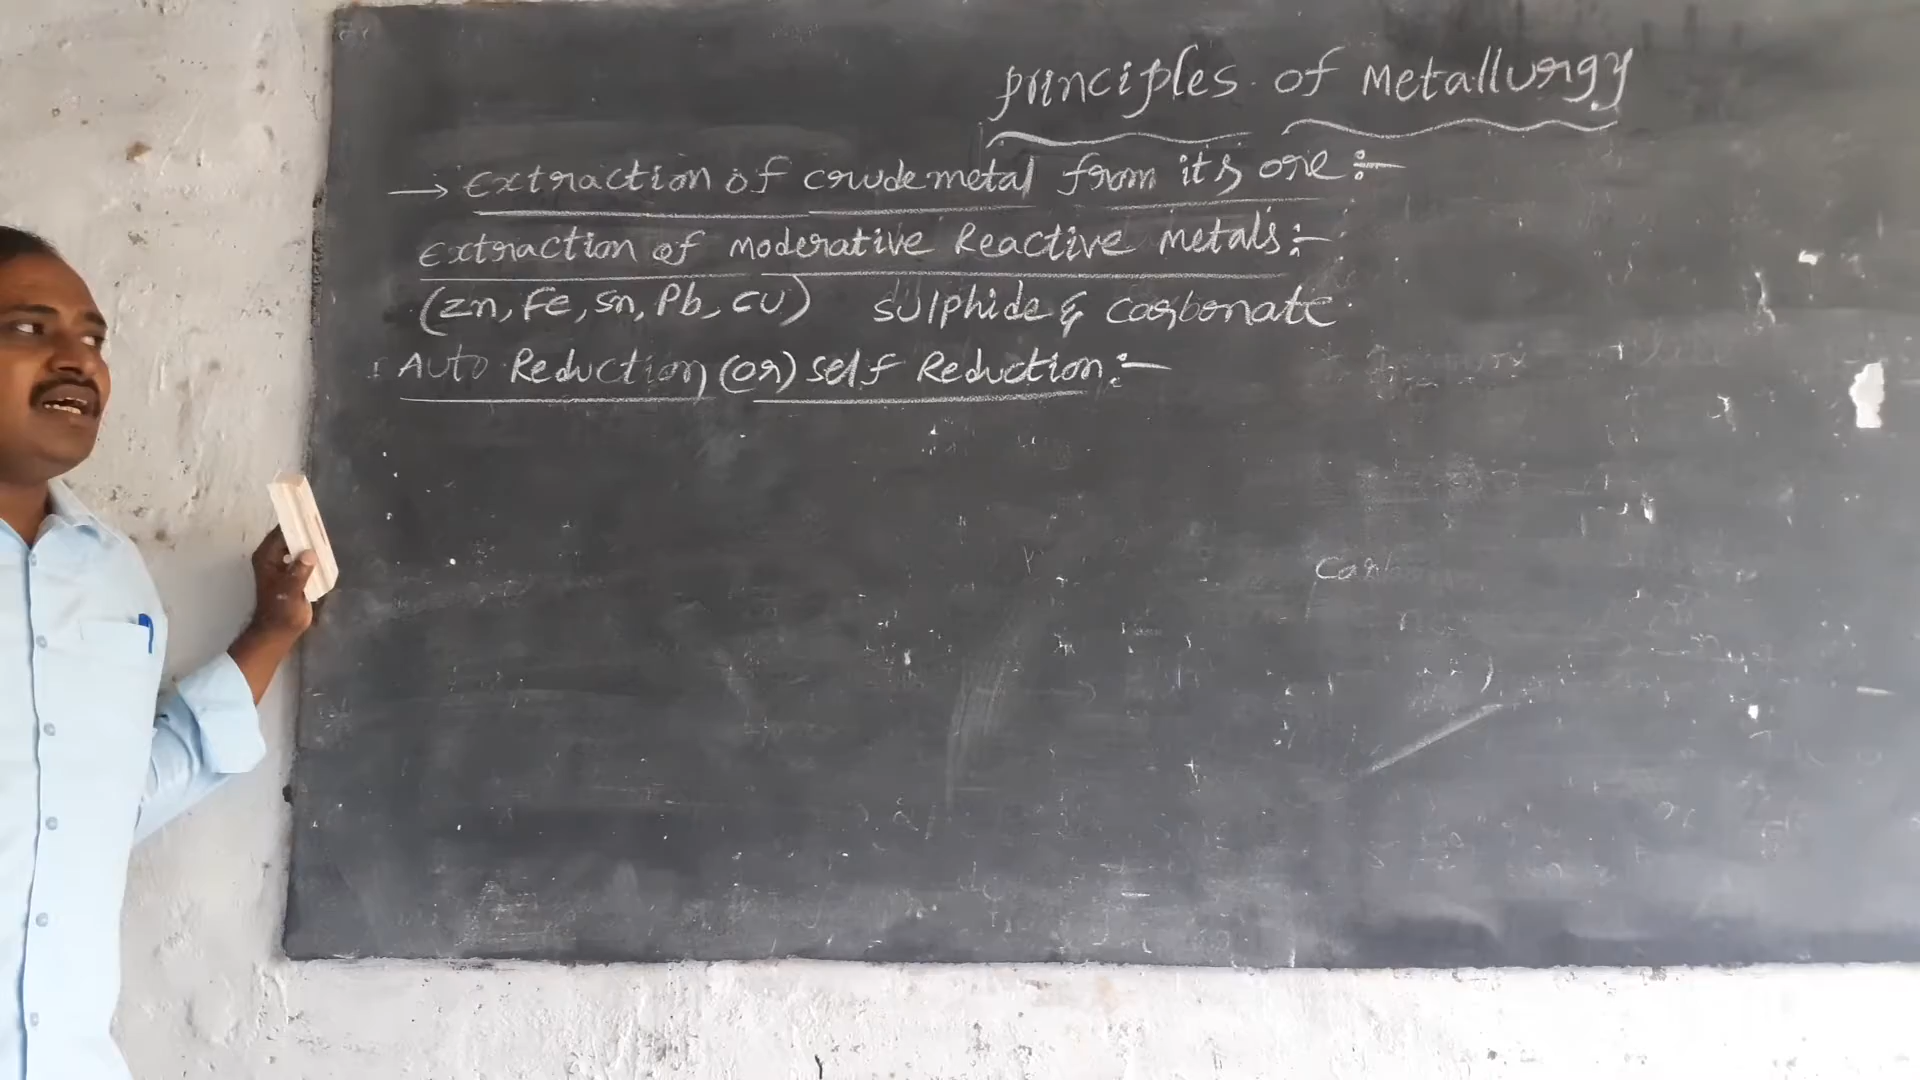 principles of Metallurgy
→ Extraction of crude metal from its ore :-
Extraction of moderative Reactive metals :-
(Zn, Fe, Sn, Pb, Cu) sulphide & carbonate
Auto Reduction (or) self Reduction :-